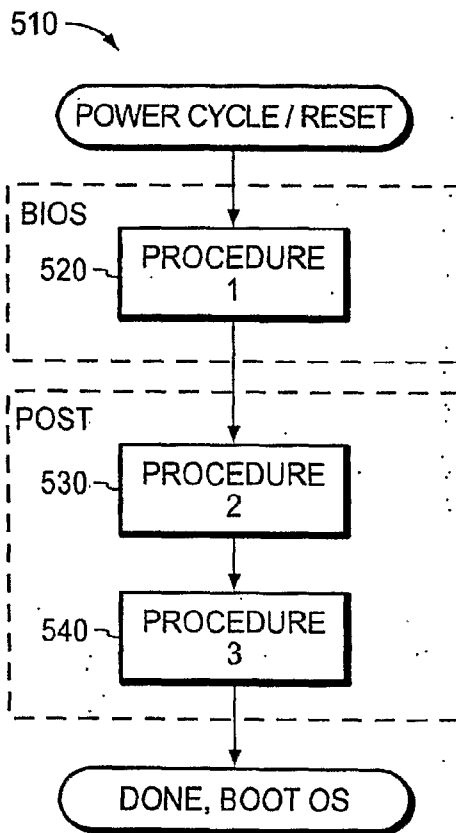 510
POWER CYCLE / RESET
BIOS
520
PROCEDURE
1
POST
530
PROCEDURE
2
540
PROCEDURE
3
DONE, BOOT OS